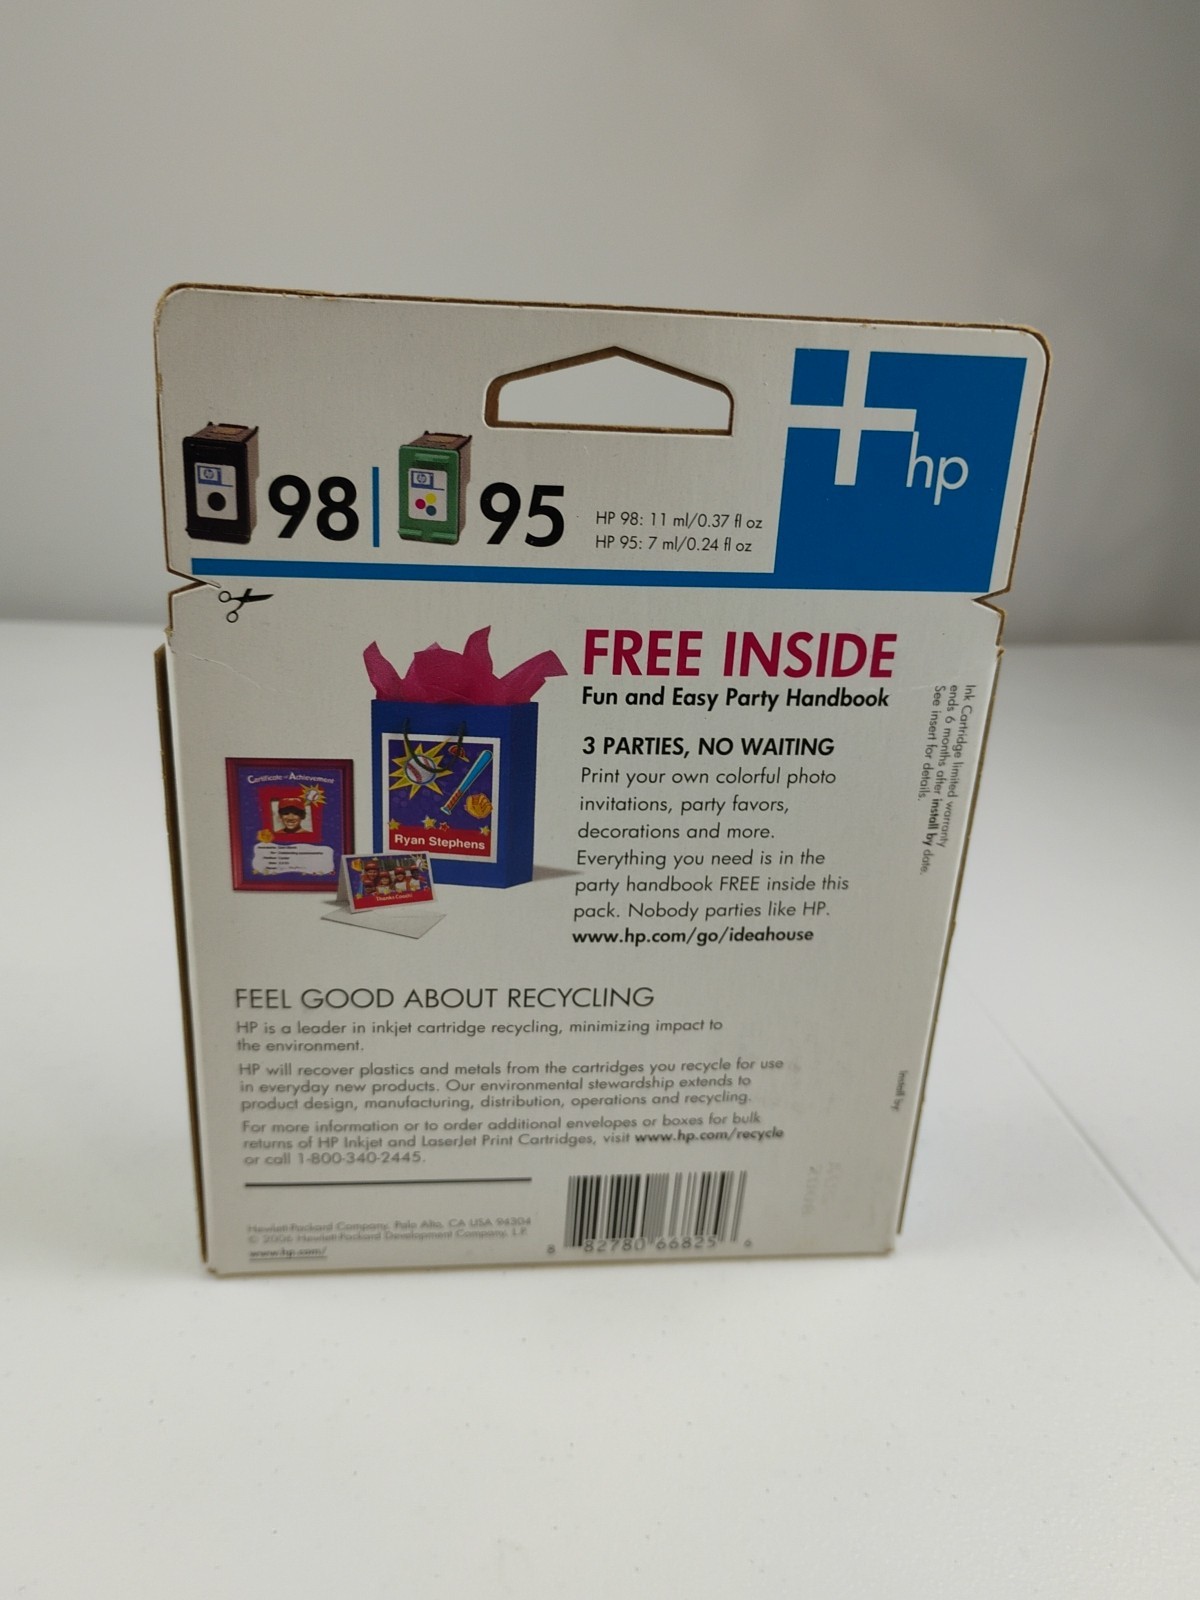 hp
98
95
HP 98: 11 ml/0.37 fl oz
HP 95: 7 ml/0.24 fl oz
FREE INSIDE
Fun and Easy Party Handbook
3 PARTIES, NO WAITING
Print your own colorful photo
invitations, party favors,
decorations and more.
Everything you need is in the
party handbook FREE inside this
pack. Nobody parties like HP.
www.hp.com/go/ideahouse
Certificate of Achievement
Ryan Stephens
Thanks Coach!
Ink Cartridge limited warranty
ends 6 months after install by date.
See insert for details.
FEEL GOOD ABOUT RECYCLING
HP is a leader in inkjet cartridge recycling, minimizing impact to
the environment.
HP will recover plastics and metals from the cartridges you recycle for use
in everyday new products. Our environmental stewardship extends to
product design, manufacturing, distribution, operations and recycling.
For more information or to order additional envelopes or boxes for bulk
returns of HP Inkjet and LaserJet Print Cartridges, visit www.hp.com/recycle
or call 1-800-340-2445.
Install by:
Hewlett-Packard Company, Palo Alto, CA USA 94304
© 2006 Hewlett-Packard Development Company, L.P.
www.hp.com/
8 82780 66825 6